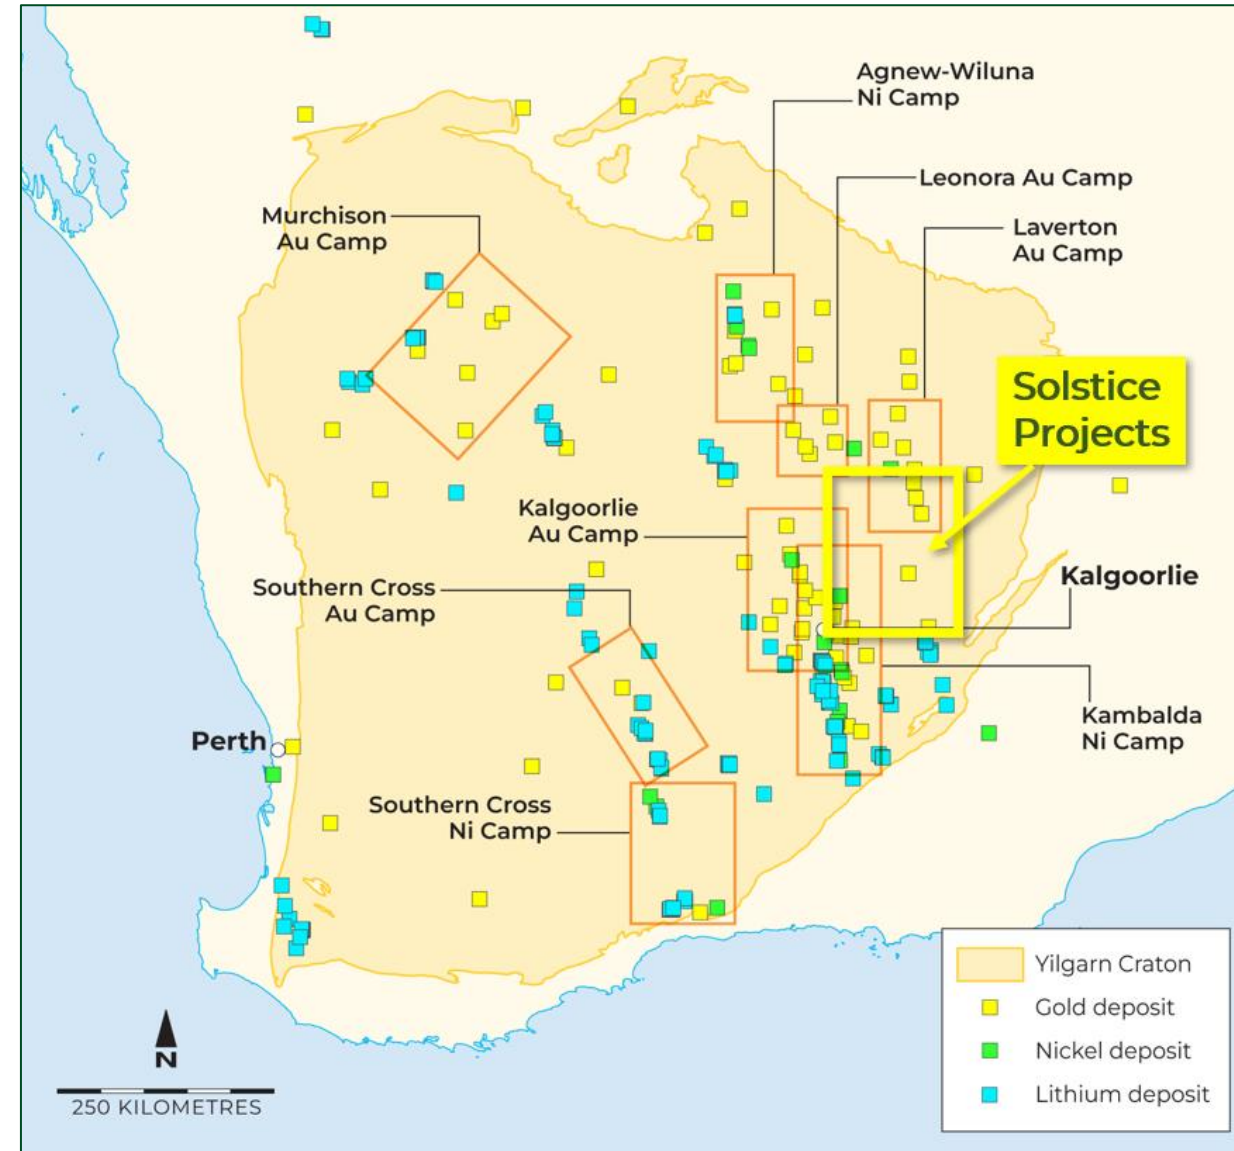 Agnew-Wiluna
Ni Camp
Leonora Au Camp
Murchison
Au Camp
Laverton
Au Camp
Solstice
Projects
Kalgoorlie
Au Camp
Kalgoorlie
Southern Cross
Au Camp
Kambalda
Ni Camp
Perth
Southern Cross
Ni Camp
Yilgarn Craton
Gold deposit
Nickel deposit
Lithium deposit
N
250 KILOMETRES